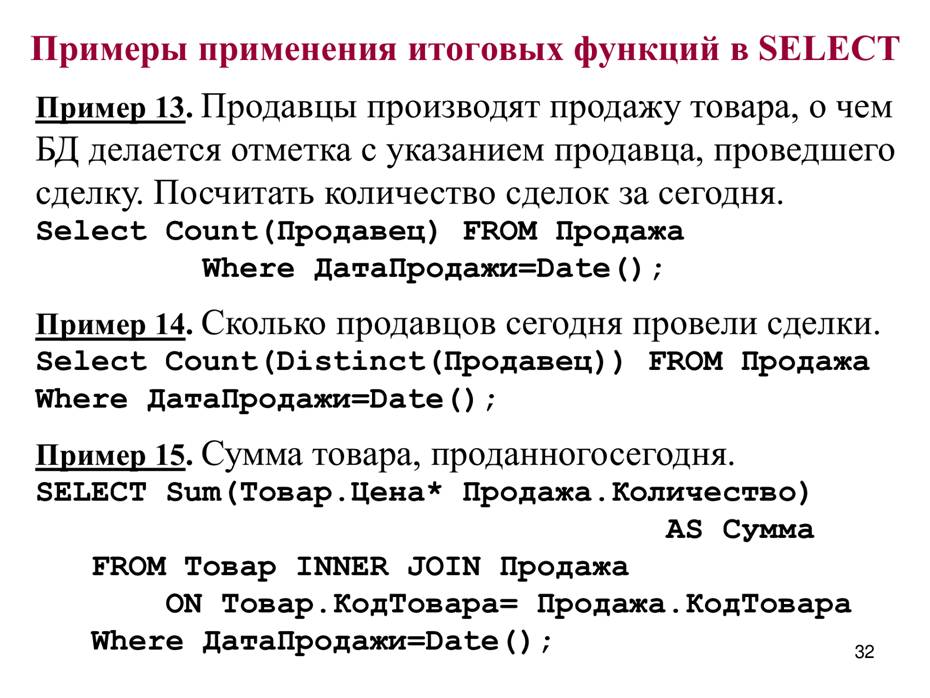 Примеры применения итоговых функций в SELECT
Пример 13. Продавцы производят продажу товара, о чем
БД делается отметка с указанием продавца, проведшего
сделку. Посчитать количество сделок за сегодня.
Select Count(Продавец) FROM Продажа
Where ДатаПродажи=Date();
Пример 14. Сколько продавцов сегодня провели сделки.
Select Count(Distinct(Продавец)) FROM Продажа
Where ДатаПродажи=Date();
Пример 15. Сумма товара, проданногосегодня.
SELECT Sum(Товар.Цена* Продажа.Количество)
AS Сумма
FROM Товар INNER JOIN Продажа
ON Товар.КодТовара= Продажа.КодТовара
Where ДатаПродажи=Date();
32